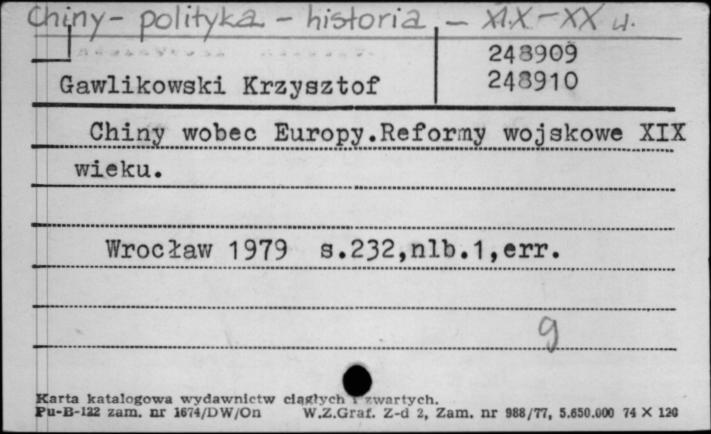 Chiny - polityka - historia - XIX-XX w.
248909
Gawlikowski Krzysztof
248910
Chiny wobec Europy.Reformy wojskowe XIX
wieku.
Wrocław 1979 s.232,nlb.1,err.
g
Karta katalogowa wydawnictw ciągłych i zwartych.
Pu-B-122 zam. nr 1674/DW/On W.Z.Graf. Z-d 2, Zam. nr 988/77, 5.650.000 74 X 120